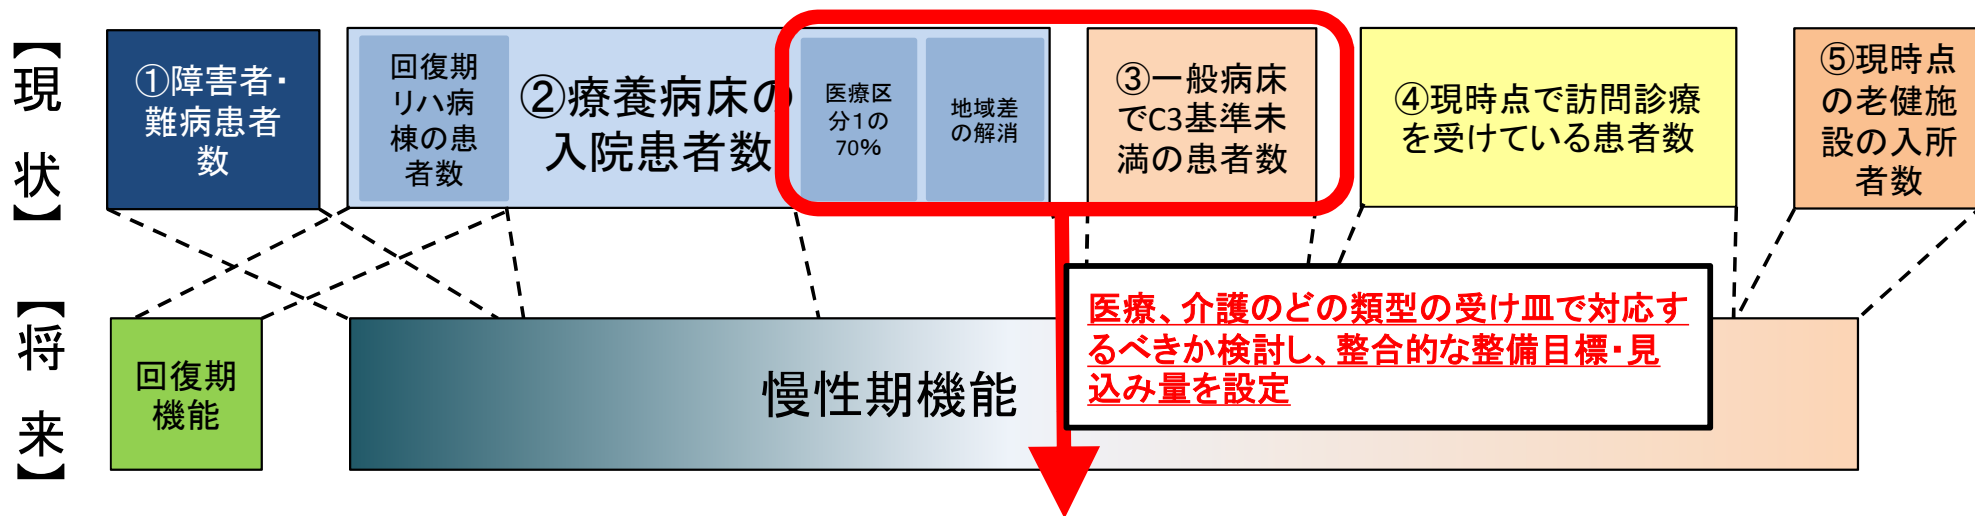 【現状】
①障害者・
難病患者
数
回復期
リハ病
棟の患
者数
②療養病床の
入院患者数
医療区
分1の
70%
地域差
の解消
③一般病床
でC3基準未
満の患者数
④現時点で訪問診療
を受けている患者数
⑤現時点
の老健施
設の入所
者数
【将来】
回復期
機能
慢性期機能
医療、介護のどの類型の受け皿で対応す
るべきか検討し、整合的な整備目標・見
込み量を設定